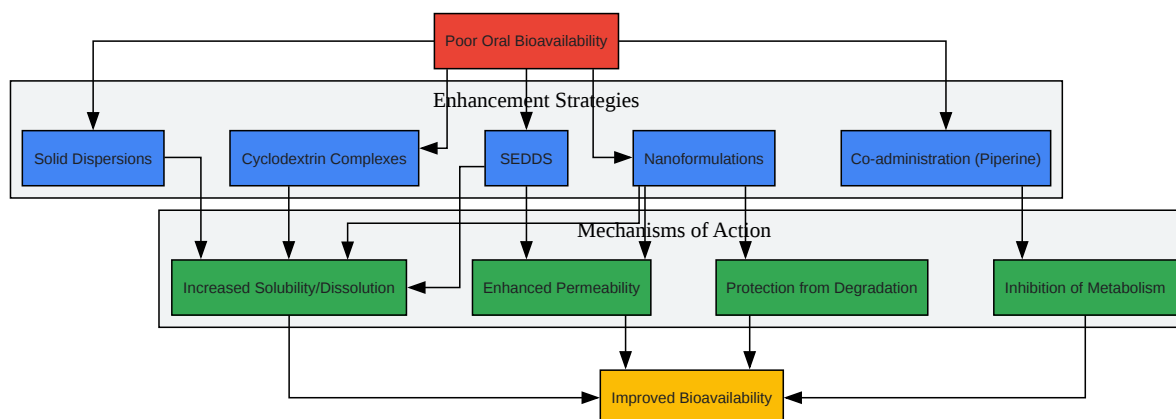 Poor Oral Bioavailability
Enhancement Strategies
Solid Dispersions
Cyclodextrin Complexes
SEDDS
Nanoformulations
Co-administration (Piperine)
Mechanisms of Action
Increased Solubility/Dissolution
Enhanced Permeability
Protection from Degradation
Inhibition of Metabolism
Improved Bioavailability